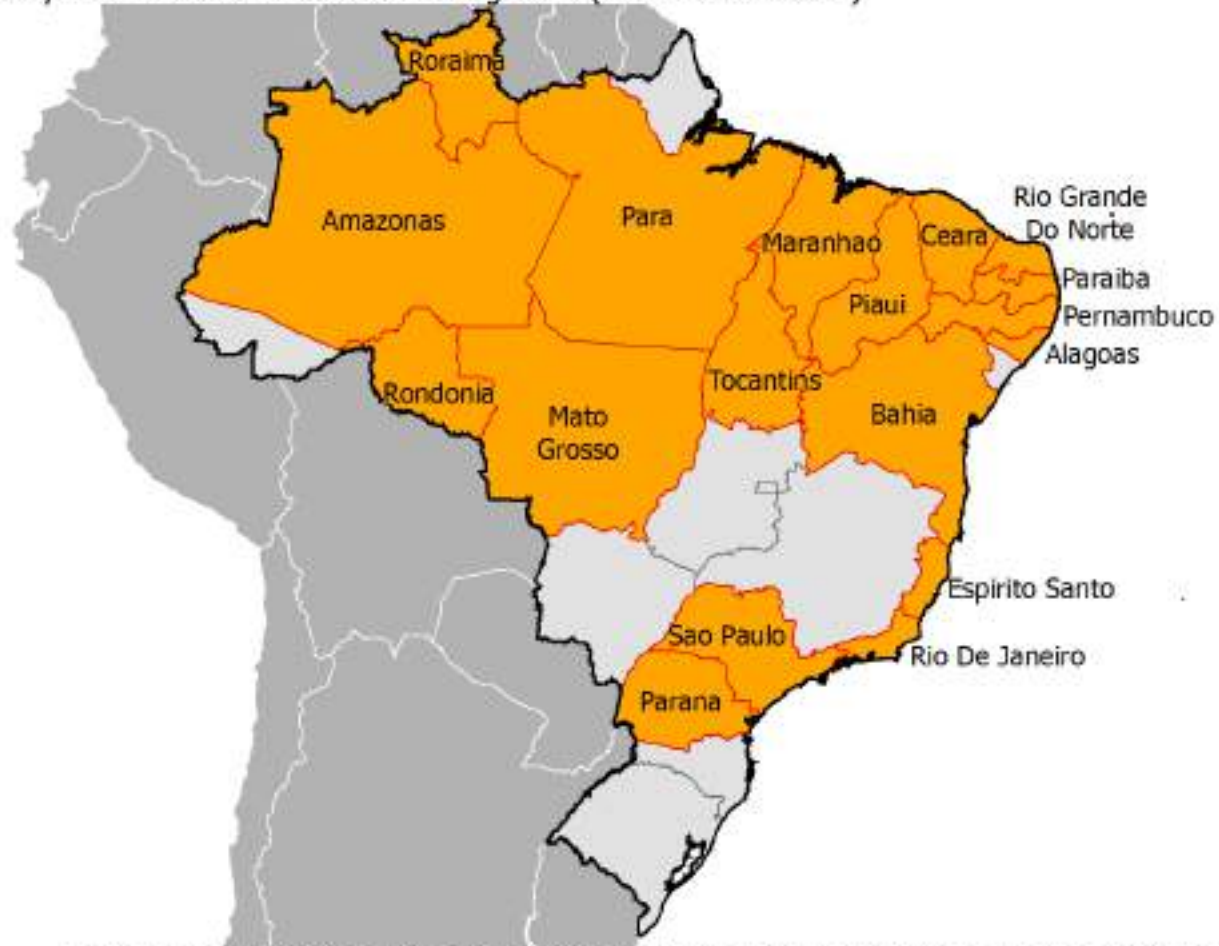 Roraima
Amazonas
Para
Maranhao
Ceara
Rio Grande
Do Norte
Paraiba
Piaui
Pernambuco
Alagoas
Rondonia
Tocantins
Mato
Grosso
Bahia
Espirito Santo
Sao Paulo
Rio De Janeiro
Parana